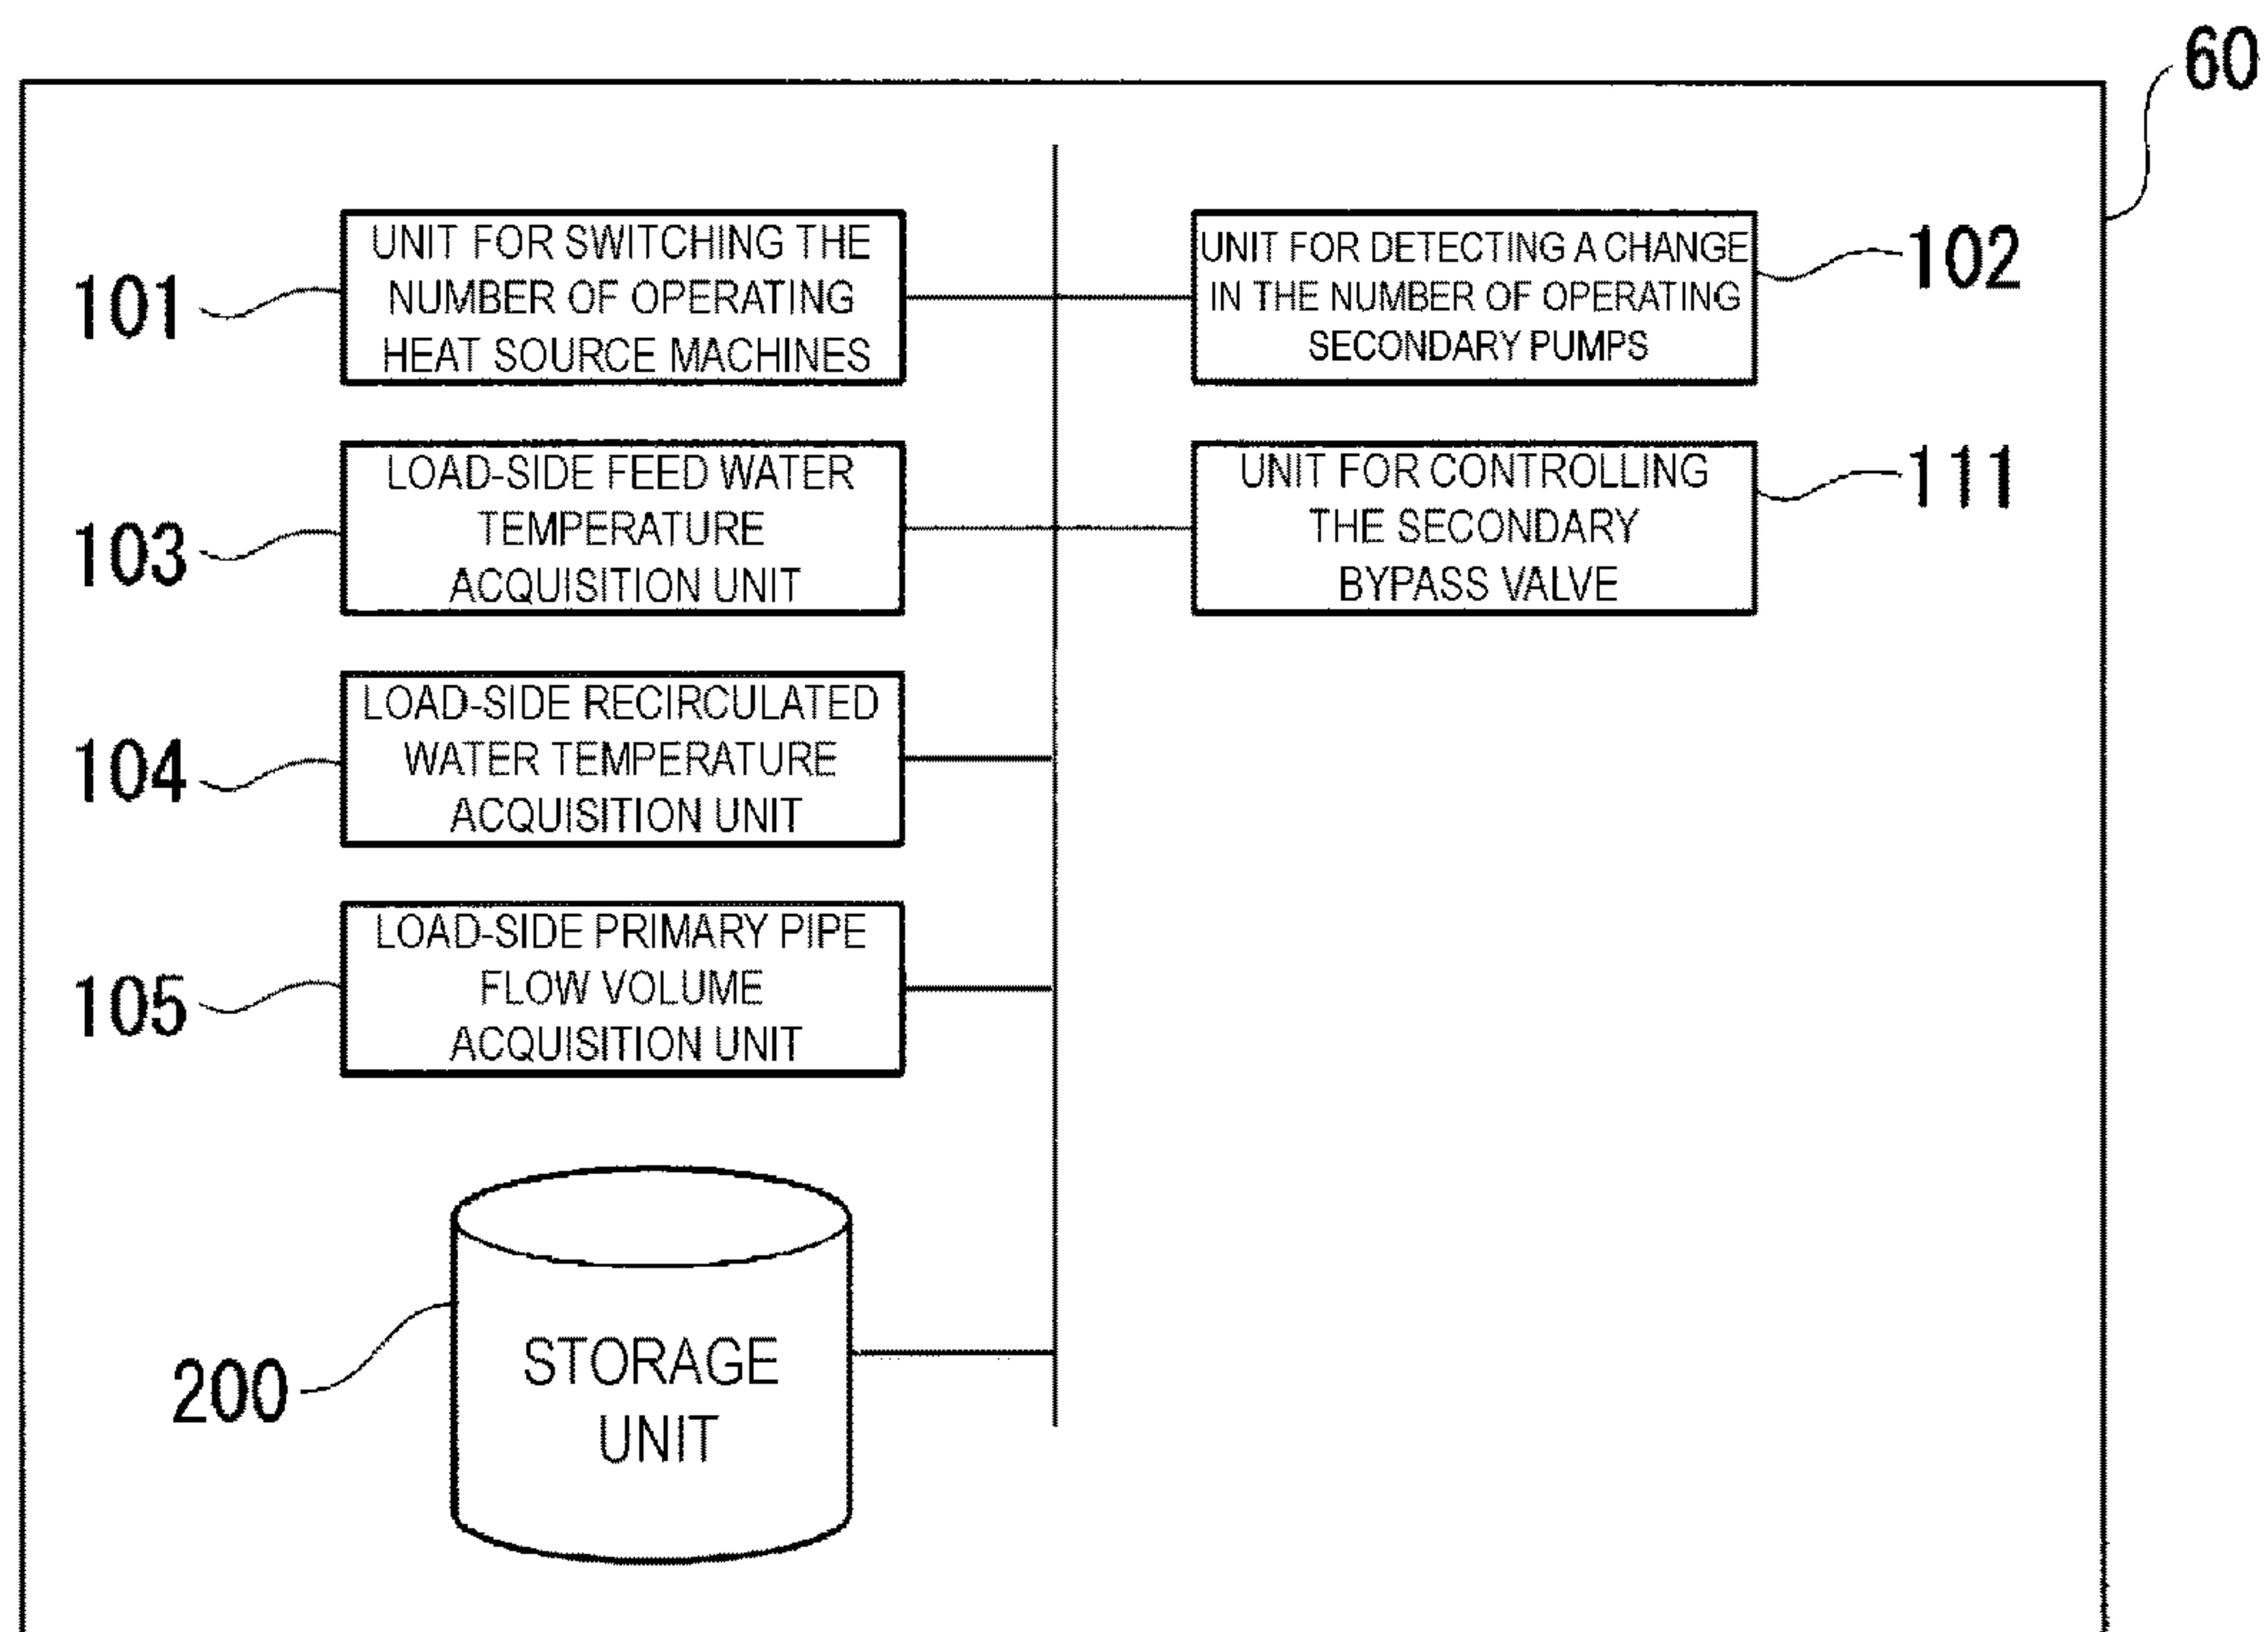 60
101
UNIT FOR SWITCHING THE
NUMBER OF OPERATING
HEAT SOURCE MACHINES
UNIT FOR DETECTING A CHANGE
IN THE NUMBER OF OPERATING
SECONDARY PUMPS
102
103
LOAD-SIDE FEED WATER
TEMPERATURE
ACQUISITION UNIT
UNIT FOR CONTROLLING
THE SECONDARY
BYPASS VALVE
111
104
LOAD-SIDE RECIRCULATED
WATER TEMPERATURE
ACQUISITION UNIT
105
LOAD-SIDE PRIMARY PIPE
FLOW VOLUME
ACQUISITION UNIT
200
STORAGE
UNIT